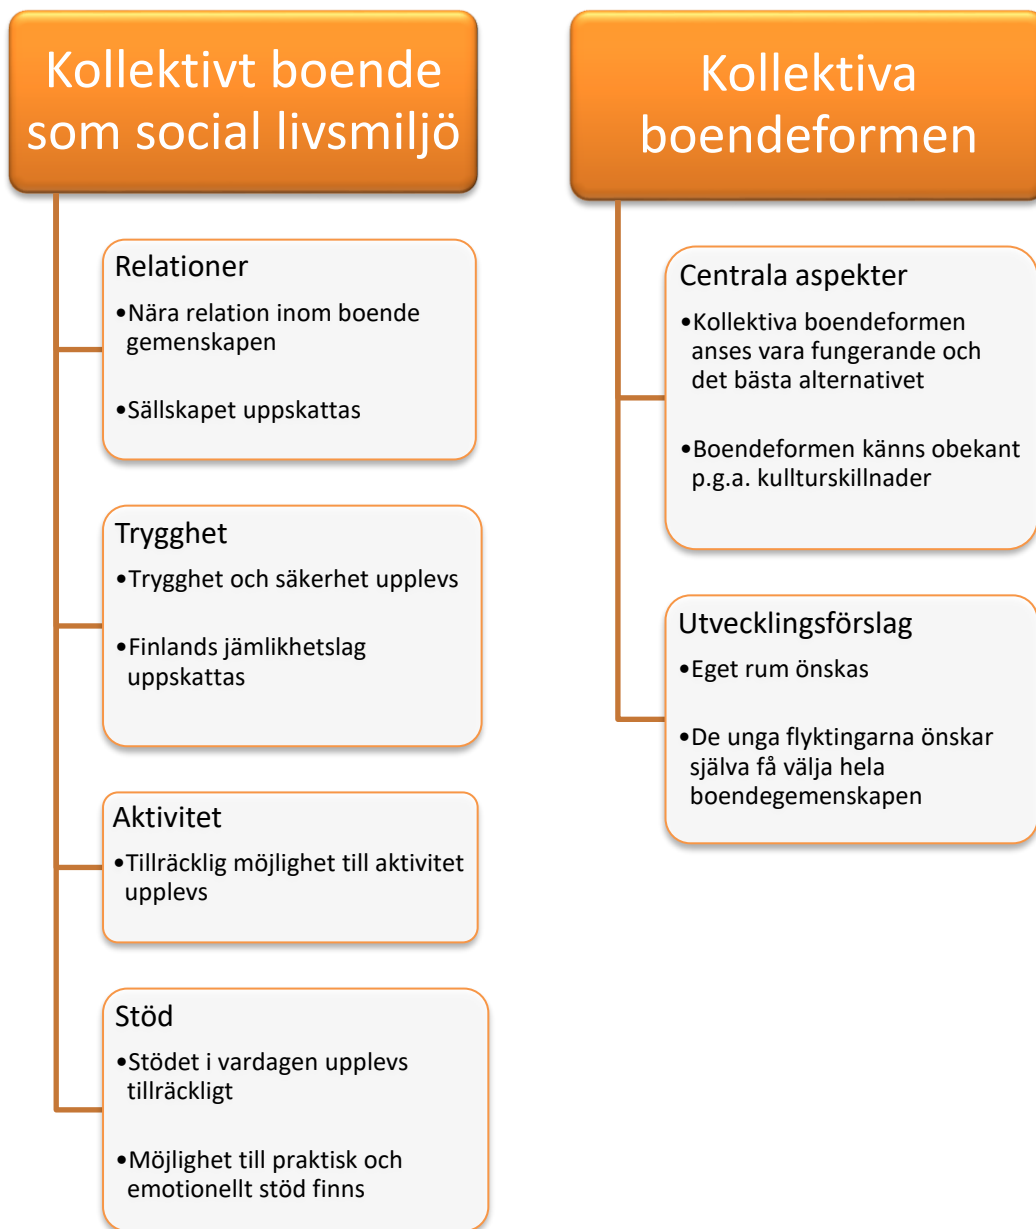 Kollektivt boende
som social livsmiljö
Relationer
•Nära relation inom boende
gemenskapen
•Sällskapet uppskattas
Trygghet
•Trygghet och säkerhet upplevs
•Finlands jämlikhetslag
uppskattas
Aktivitet
•Tillräcklig möjlighet till aktivitet
upplevs
Stöd
•Stödet i vardagen upplevs
tillräckligt
•Möjlighet till praktisk och
emotionellt stöd finns
Kollektiva
boendeformen
Centrala aspekter
•Kollektiva boendeformen
anses vara fungerande och
det bästa alternativet
•Boendeformen känns obekant
p.g.a. kullturskillnader
Utvecklingsförslag
•Eget rum önskas
•De unga flyktingarna önskar
själva få välja hela
boendegemenskapen